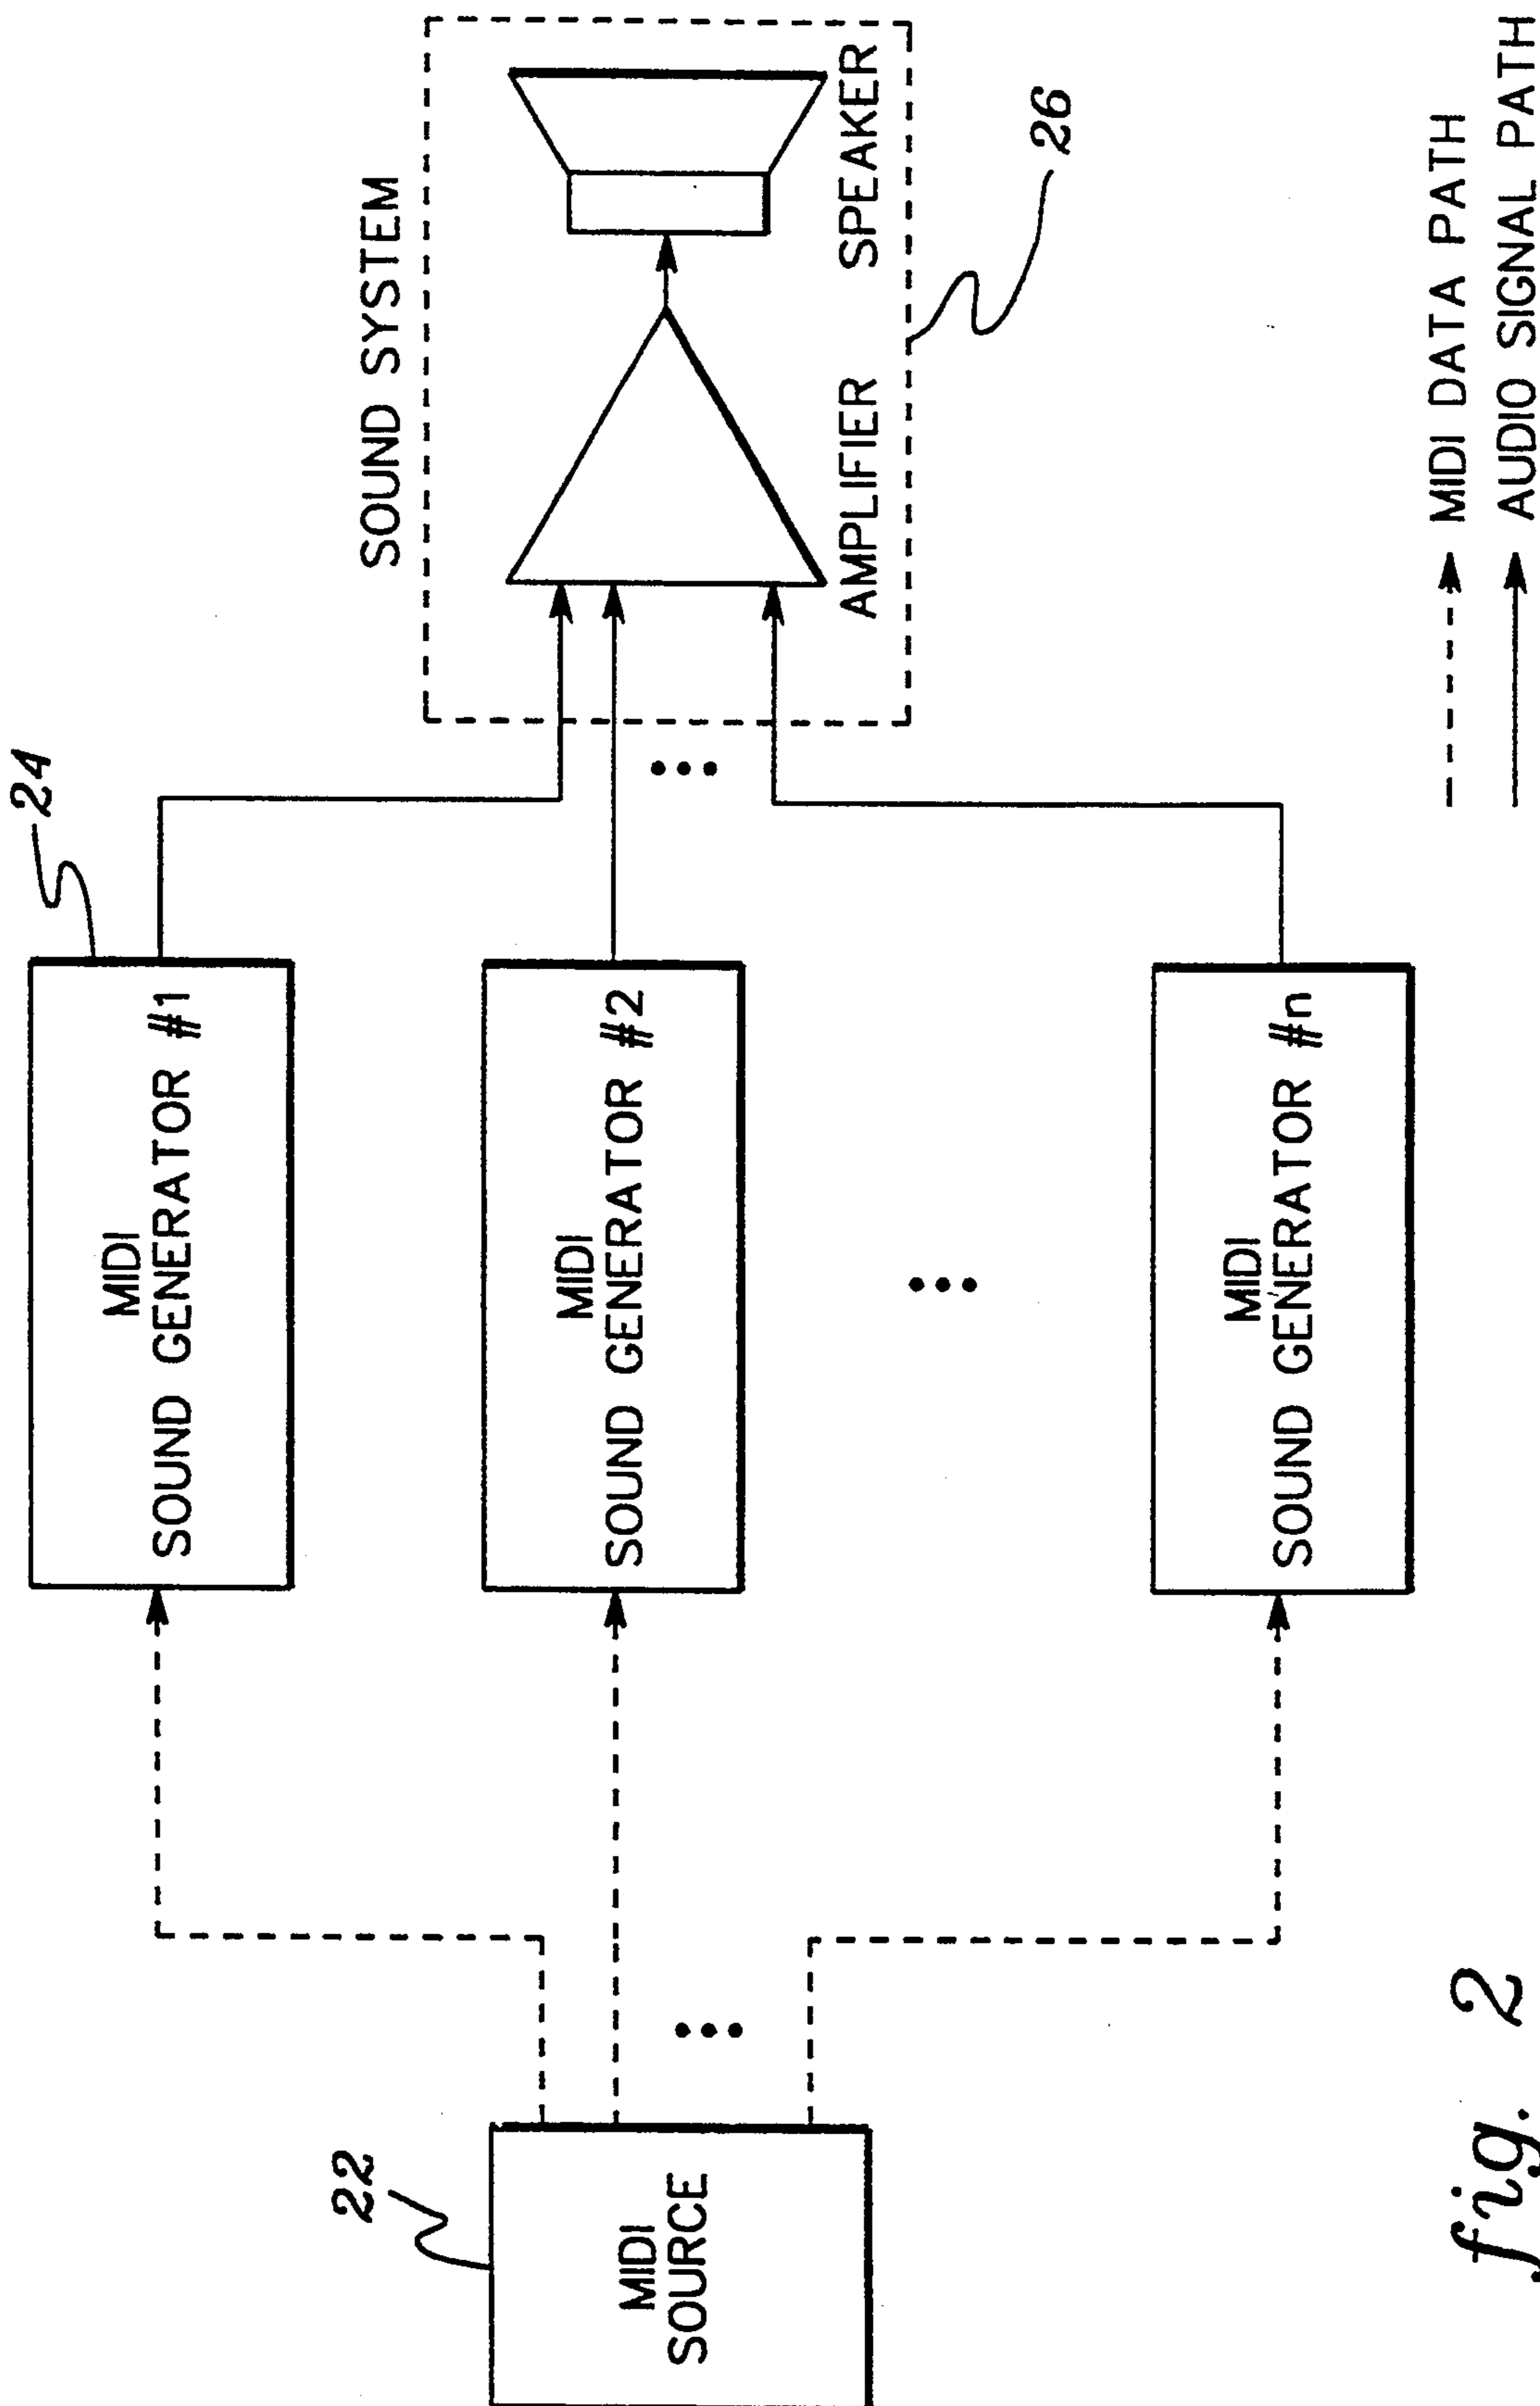 22
MIDI
SOURCE
24
MIDI
SOUND GENERATOR #1
MIDI
SOUND GENERATOR #2
MIDI
SOUND GENERATOR #n
SOUND SYSTEM
AMPLIFIER
SPEAKER
26
MIDI DATA PATH
AUDIO SIGNAL PATH
fig. 2